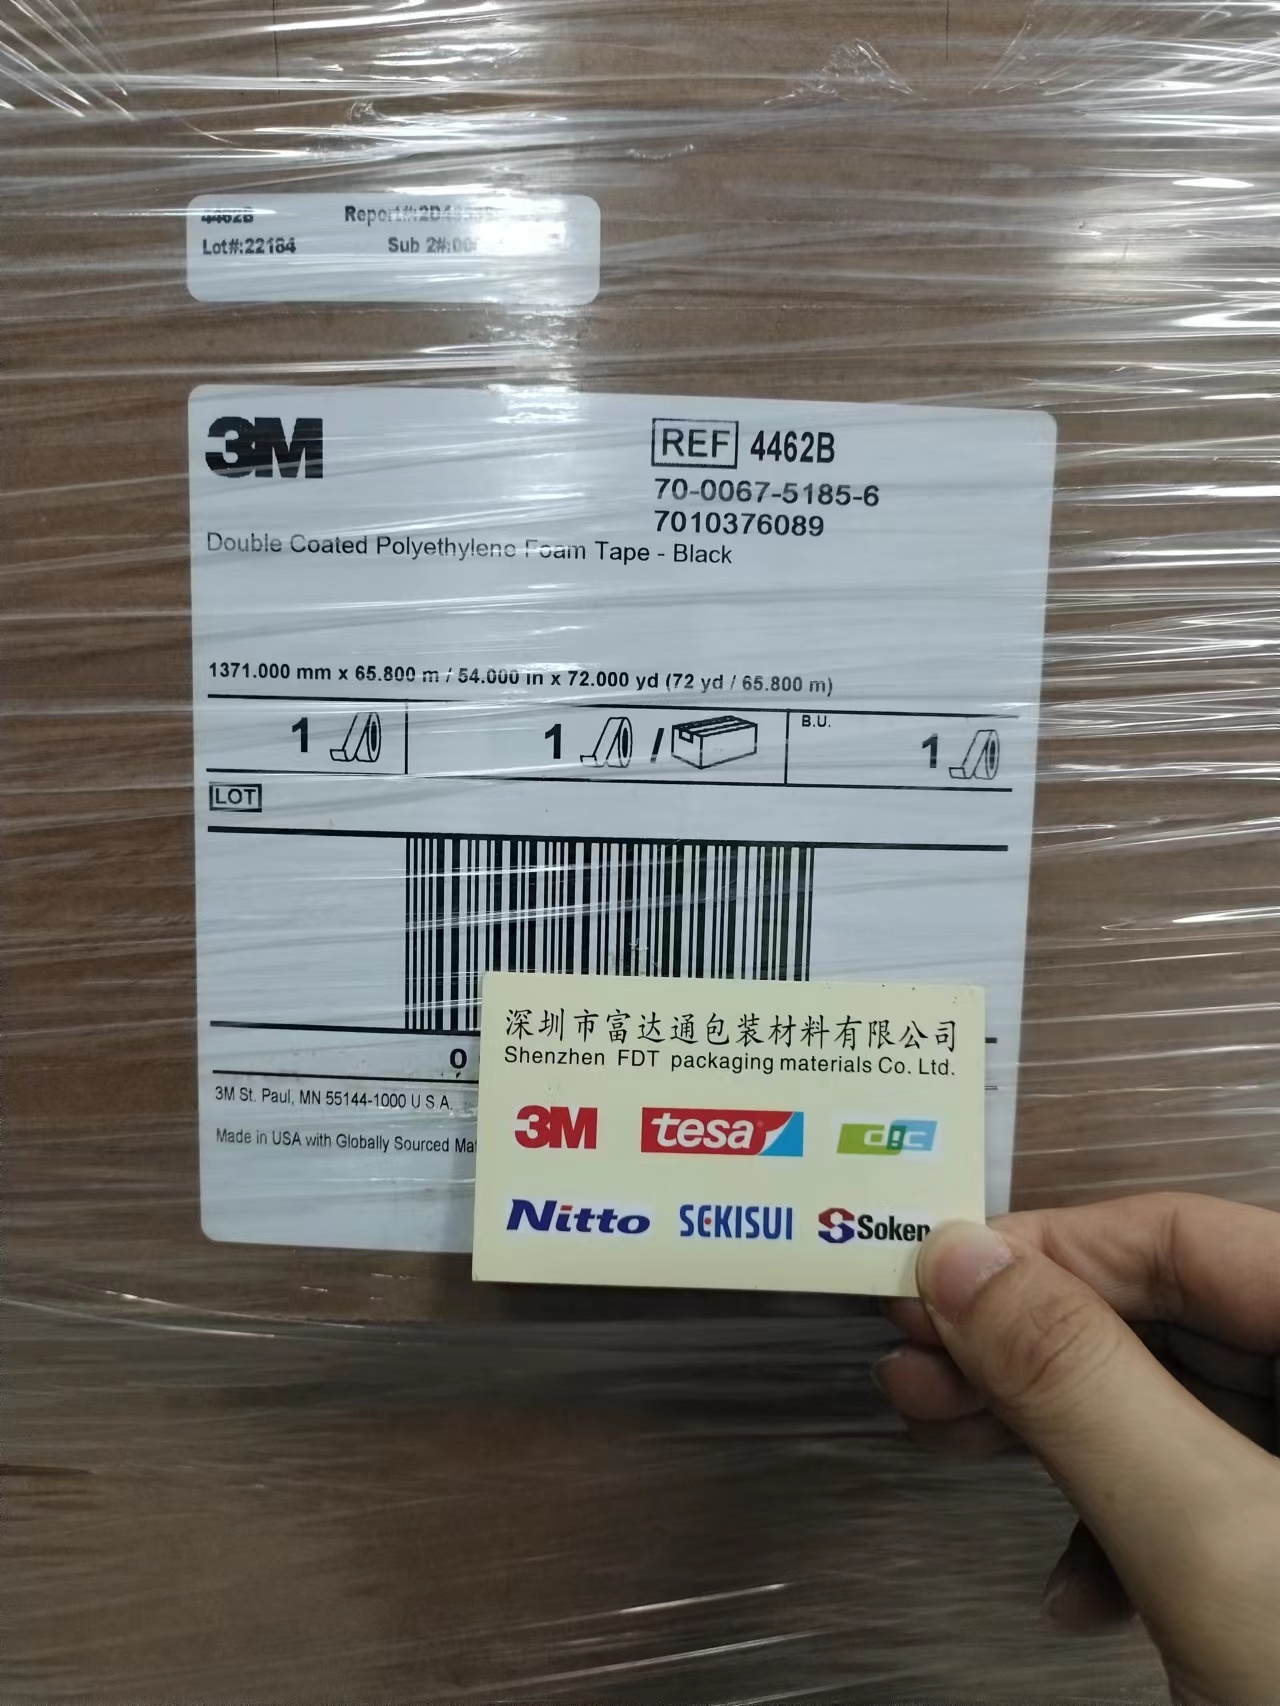 4462B
Lot#:22184
Sub 2#:00
3M
REF 4462B
70-0067-5185-6
7010376089
Double Coated Polyethylene Foam Tape - Black
1371.000 mm x 65.800 m / 54.000 in x 72.000 yd (72 yd / 65.800 m)
1
1 /
B.U.
1
LOT
0
3M St. Paul, MN 55144-1000 U S A
Made in USA with Globally Sourced
深圳市富达通包装材料有限公司
Shenzhen FDT packaging materials Co. Ltd.
3M tesa dic
Nitto SEKISUI Soken